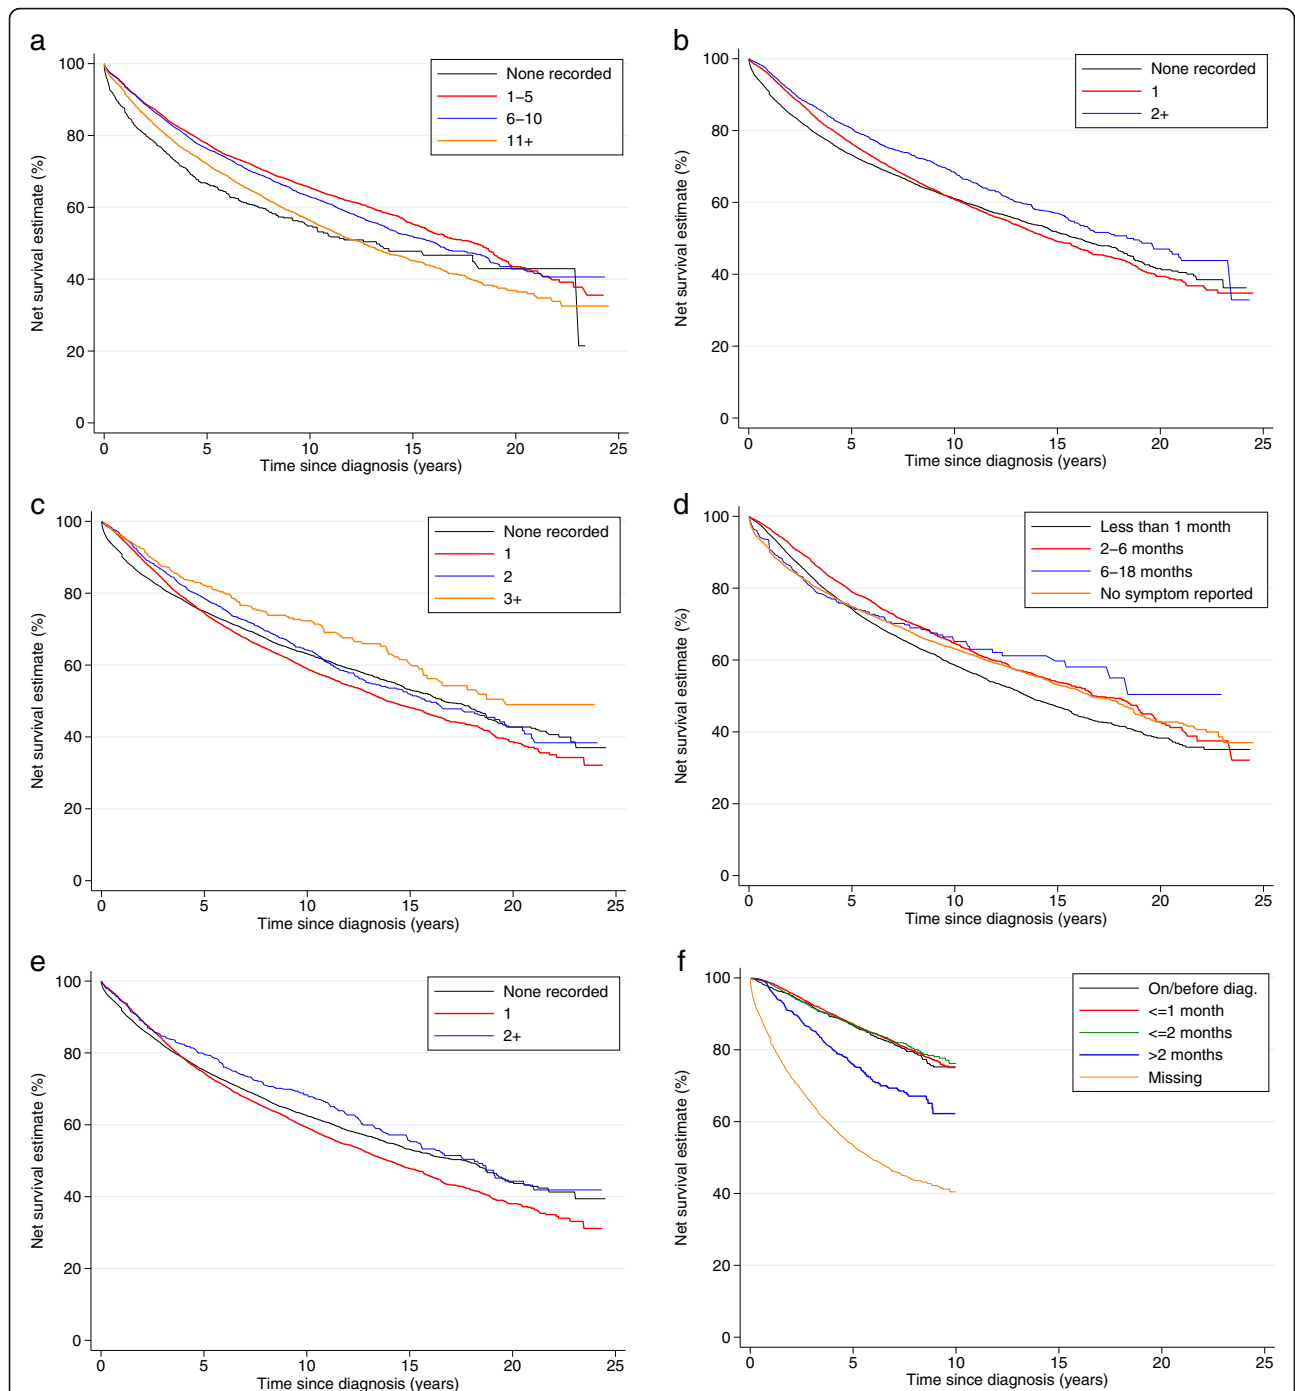 a
Net survival estimate (%)
100
80
60
40
20
0
None recorded
1–5
6–10
11+
0 5 10 15 20 25
Time since diagnosis (years)
b
Net survival estimate (%)
100
80
60
40
20
0
None recorded
1
2+
0 5 10 15 20 25
Time since diagnosis (years)
c
Net survival estimate (%)
100
80
60
40
20
0
None recorded
1
2
3+
0 5 10 15 20 25
Time since diagnosis (years)
d
Net survival estimate (%)
100
80
60
40
20
0
Less than 1 month
2–6 months
6–18 months
No symptom reported
0 5 10 15 20 25
Time since diagnosis (years)
e
Net survival estimate (%)
100
80
60
40
20
0
None recorded
1
2+
0 5 10 15 20 25
Time since diagnosis (years)
f
Net survival estimate (%)
100
80
60
40
20
0
On/before diag.
<=1 month
<=2 months
>2 months
Missing
0 5 10 15 20 25
Time since diagnosis (years)